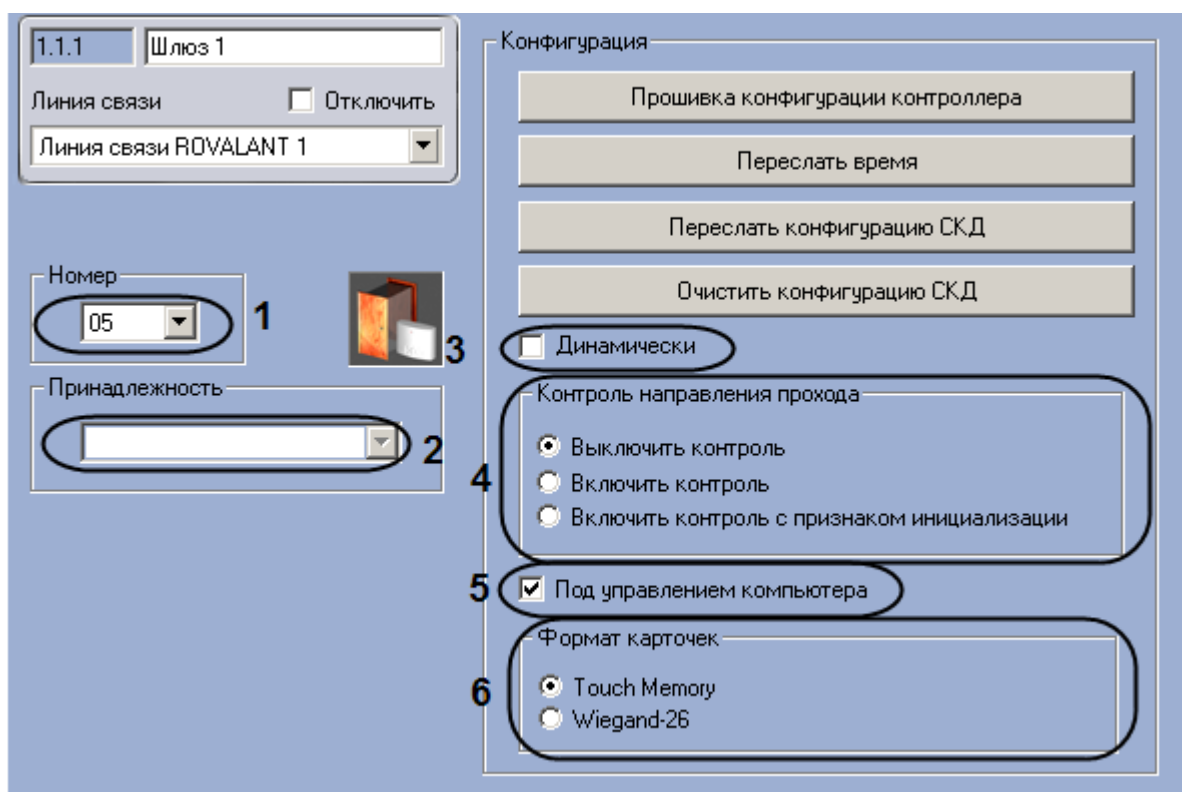 1.1.1 Шлюз 1
Линия связи Отключить
Линия связи ROVALANT 1
Номер
05
1
Принадлежность
2
Конфигурация
Прошивка конфигурации контроллера
Переслать время
Переслать конфигурацию СКД
Очистить конфигурацию СКД
3 Динамически
Контроль направления прохода
Выключить контроль
4 Включить контроль
Включить контроль с признаком инициализации
5 Под управлением компьютера
Формат карточек
6 Touch Memory
Wiegand-26